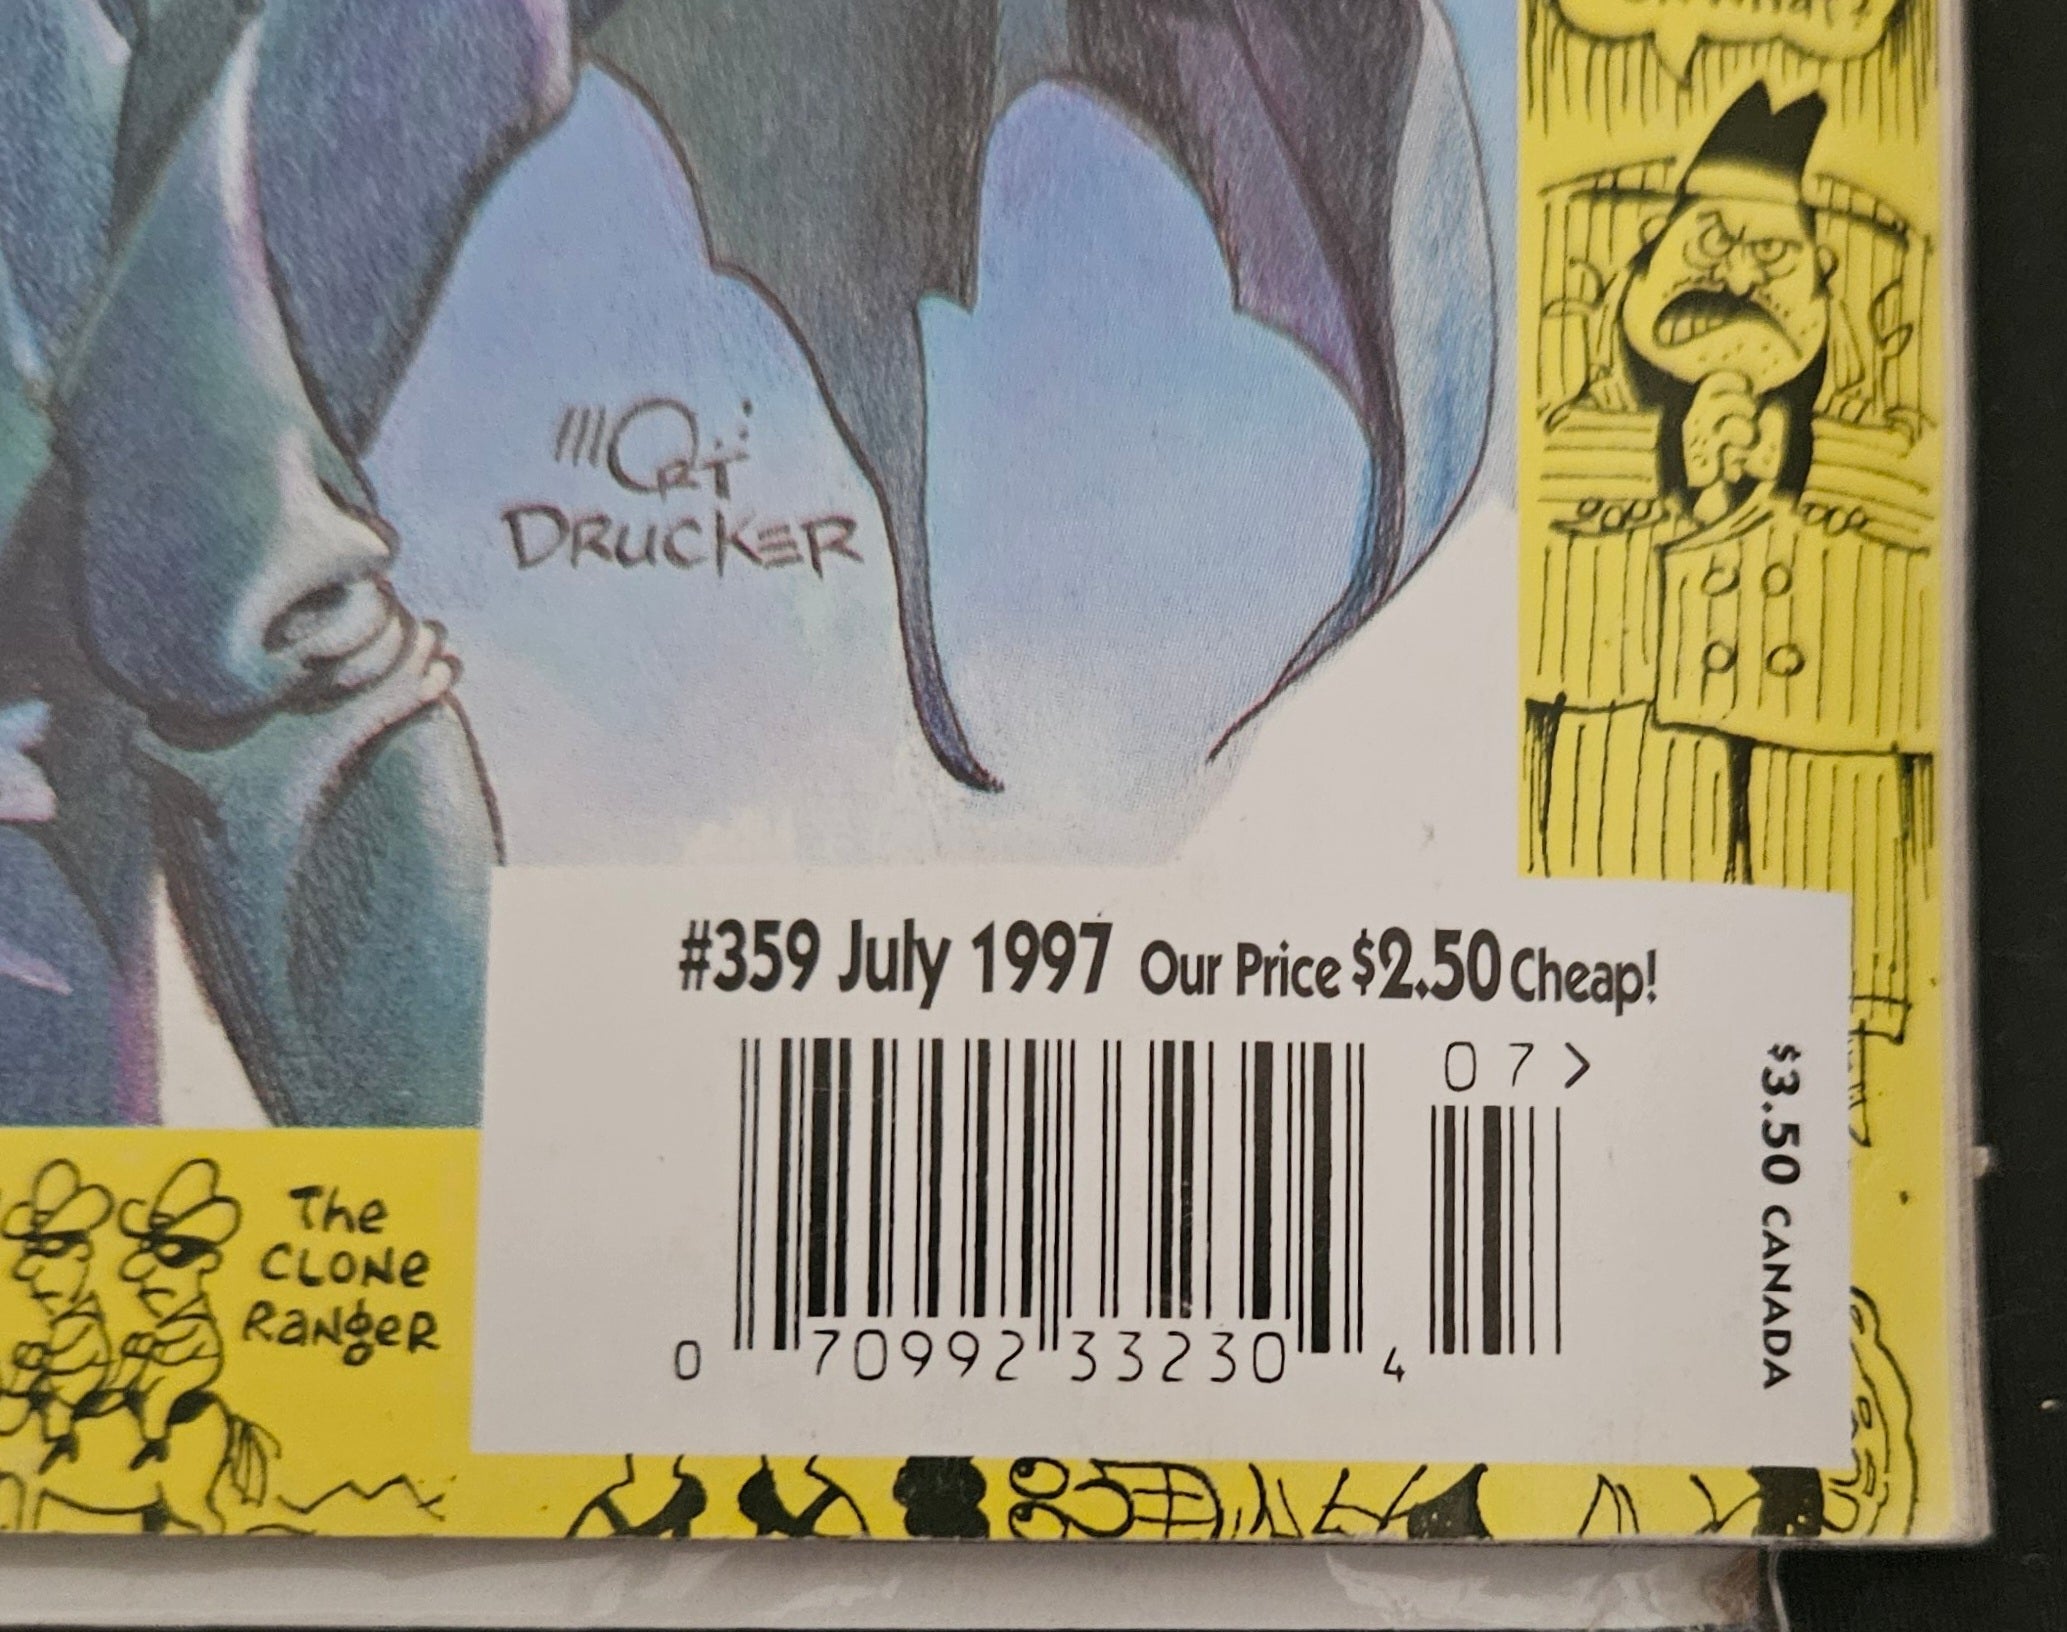 MORT
DRUCKER
#359 July 1997 Our Price $2.50 Cheap!
07>
$3.50 CANADA
The
CLONe
RaNgeR
0 70992 33230 4